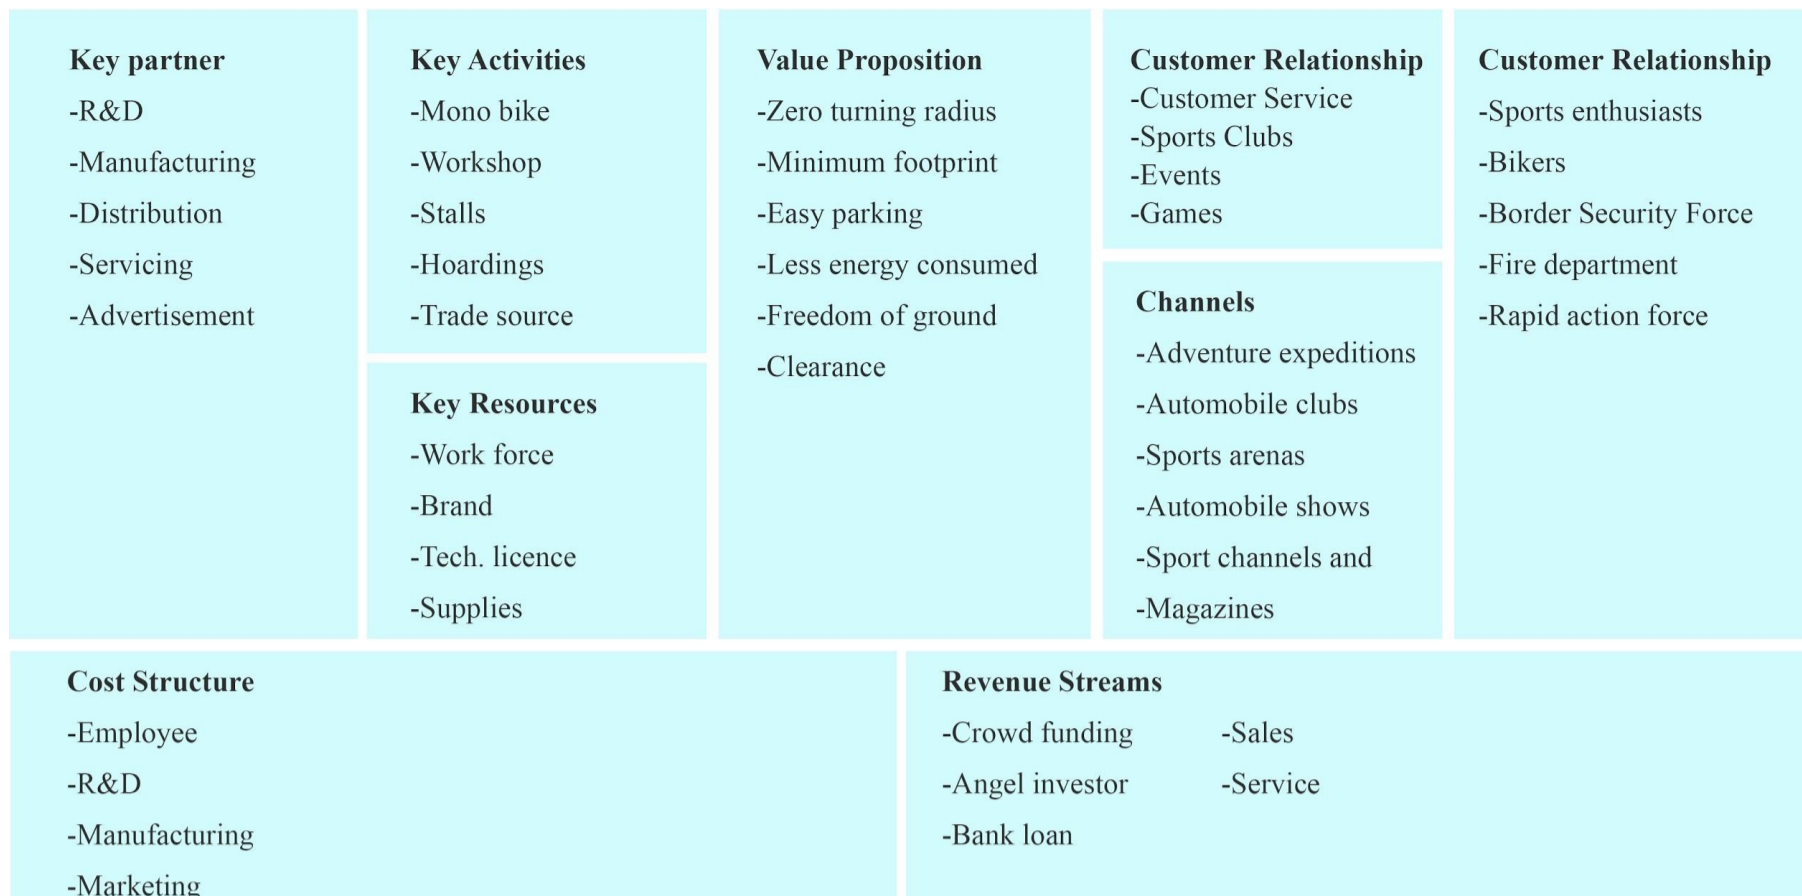 Key partner
-R&D
-Manufacturing
-Distribution
-Servicing
-Advertisement
Key Activities
-Mono bike
-Workshop
-Stalls
-Hoardings
-Trade source
Key Resources
-Work force
-Brand
-Tech. licence
-Supplies
Value Proposition
-Zero turning radius
-Minimum footprint
-Easy parking
-Less energy consumed
-Freedom of ground
-Clearance
Customer Relationship
-Customer Service
-Sports Clubs
-Events
-Games
Channels
-Adventure expeditions
-Automobile clubs
-Sports arenas
-Automobile shows
-Sport channels and
-Magazines
Customer Relationship
-Sports enthusiasts
-Bikers
-Border Security Force
-Fire department
-Rapid action force
Cost Structure
-Employee
-R&D
-Manufacturing
-Marketing
Revenue Streams
-Crowd funding
-Angel investor
-Bank loan
-Sales
-Service